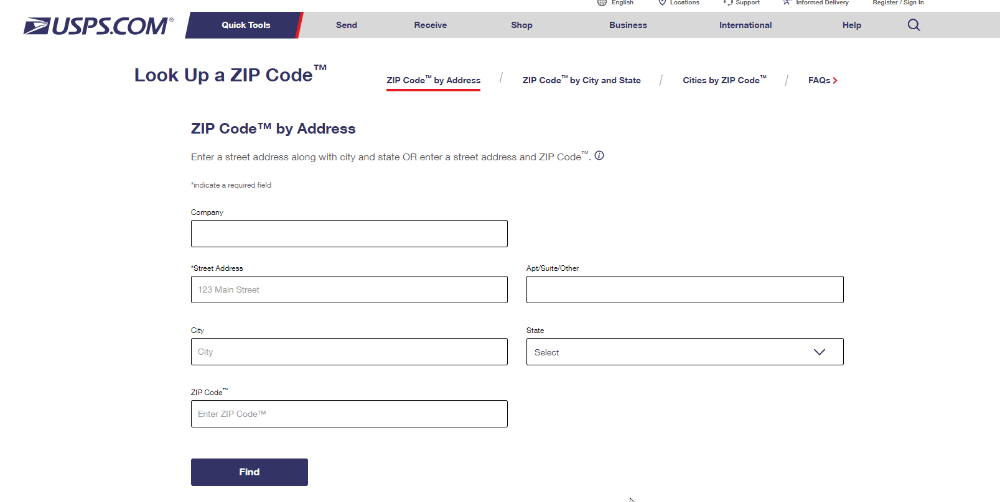 English Locations Support Informed Delivery Register / Sign In
USPS.COM® Quick Tools Send Receive Shop Business International Help
Look Up a ZIP Code™
ZIP Code™ by Address / ZIP Code™ by City and State / Cities by ZIP Code™ / FAQs
ZIP Code™ by Address
Enter a street address along with city and state OR enter a street address and ZIP Code™.
*indicate a required field
Company
*Street Address Apt/Suite/Other
123 Main Street
City State
City Select
ZIP Code™
Enter ZIP Code™
Find